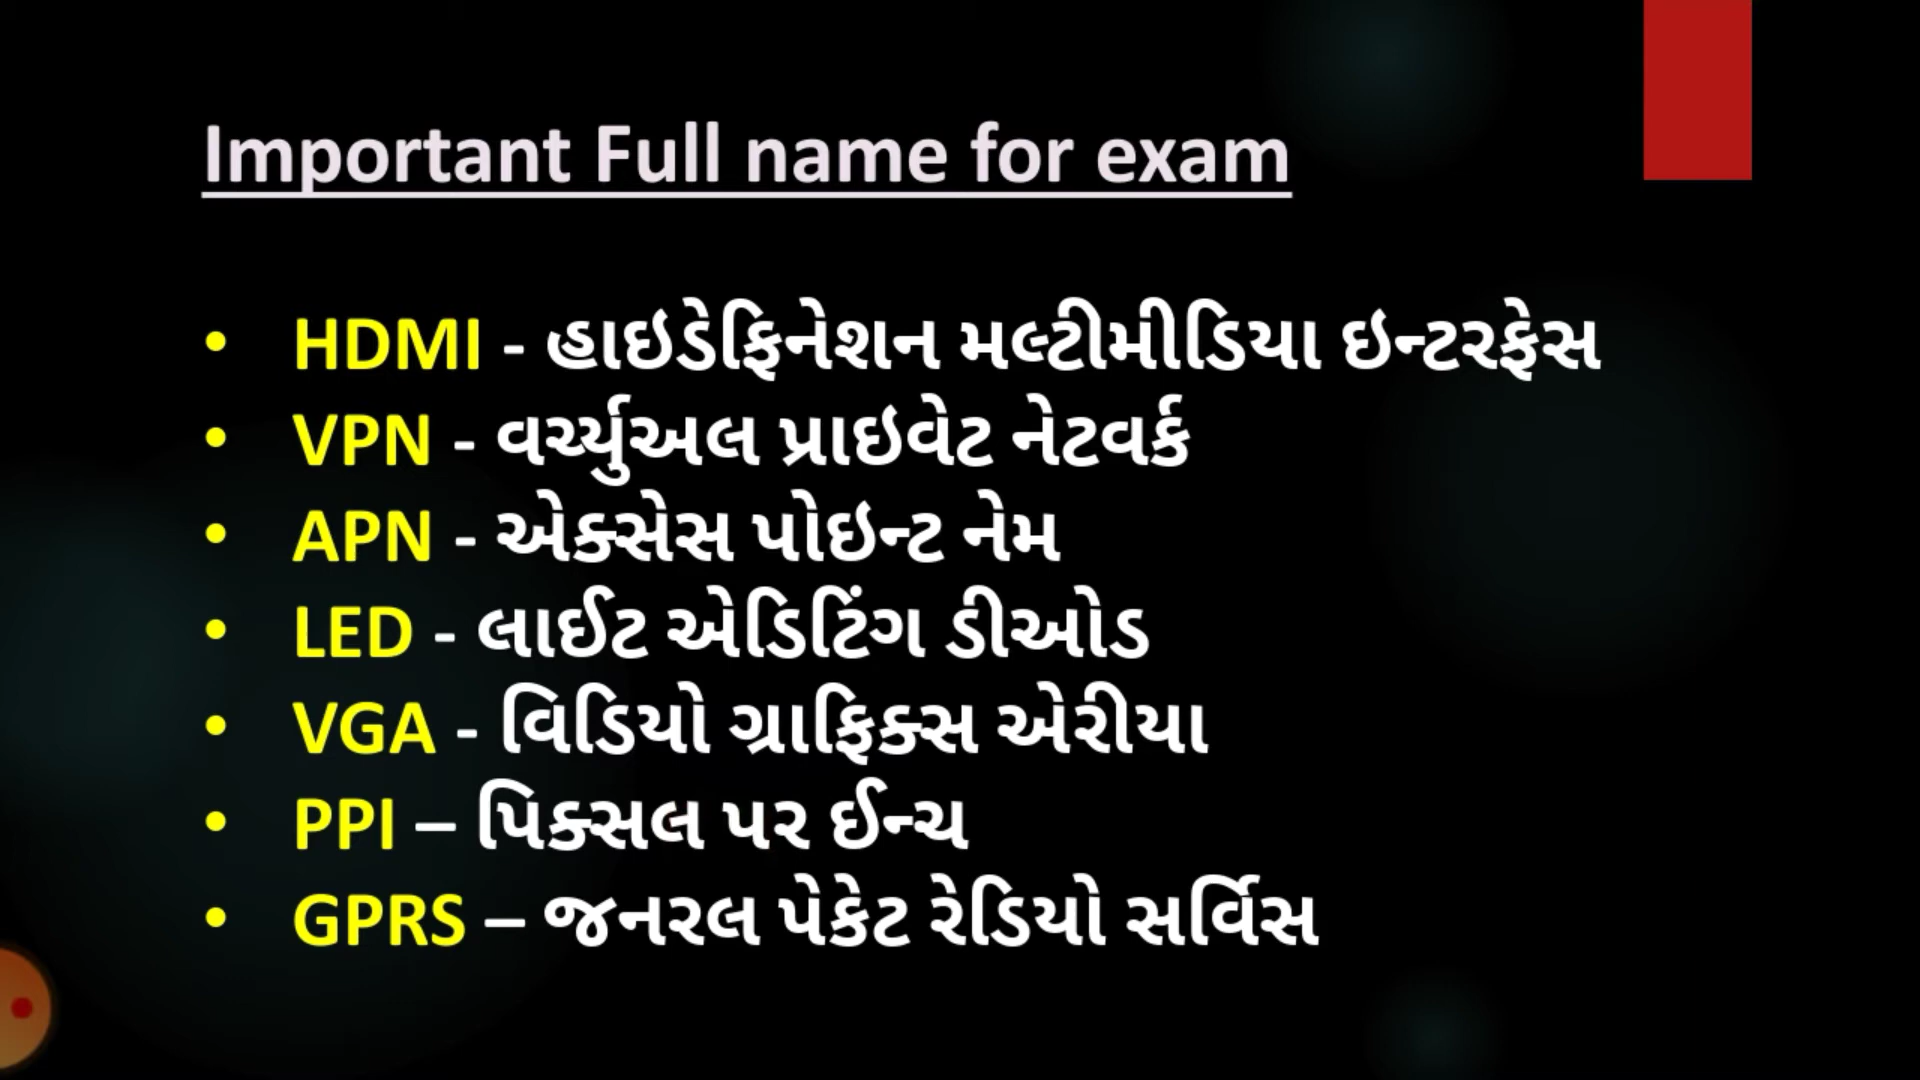 Important Full name for exam
• HDMI - હાઇડેફિનેશન મલ્ટીમીડિયા ઇન્ટરફેસ
• VPN - વર્ચ્યુઅલ પ્રાઇવેટ નેટવર્ક
• APN - એક્સેસ પોઇન્ટ નેમ
• LED - લાઈટ એડિટિંગ ડીઓડ
• VGA - વિડિયો ગ્રાફિક્સ એરીયા
• PPI – પિક્સલ પર ઈન્ચ
• GPRS – જનરલ પેકેટ રેડિયો સર્વિસ